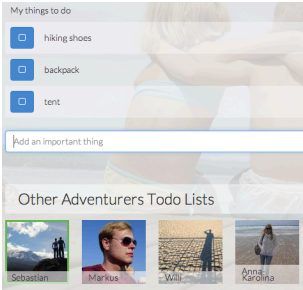 My things to do
hiking shoes
backpack
tent
Add an important thing
Other Adventurers Todo Lists
Sebastian
Markus
Willi
Anna-
Karolina